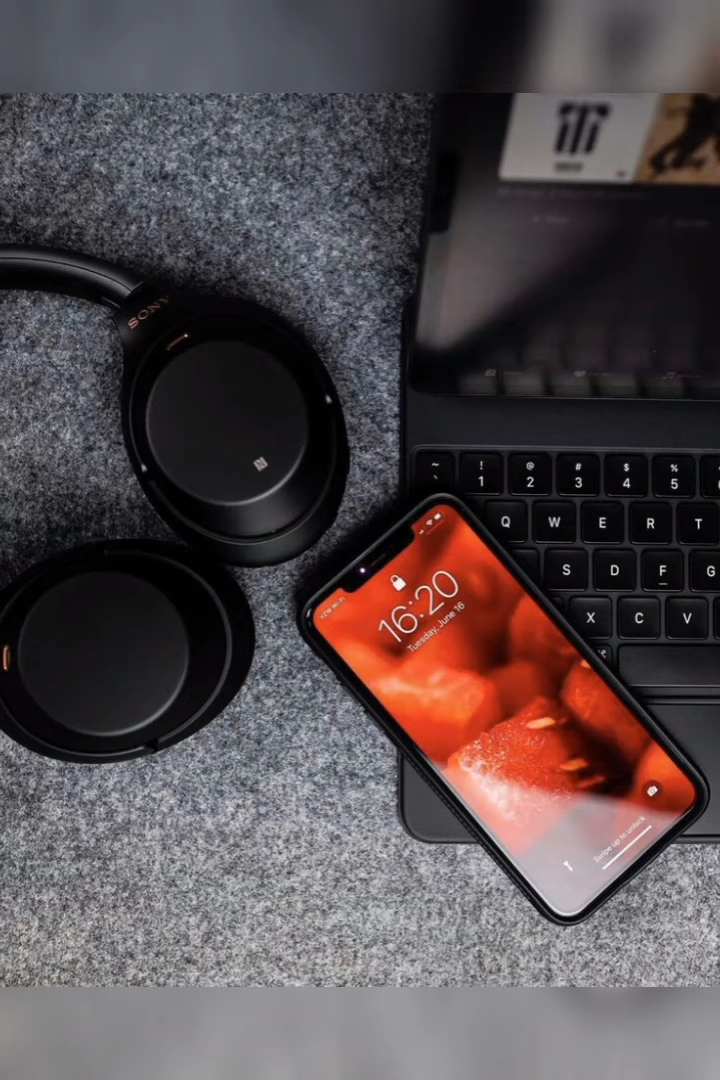 SONY
~ ! @ # $ %
` 1 2 3 4 5
Q W E R T
S D F G
X C V
16:20
Tuesday, June 16
Swipe up to unlock